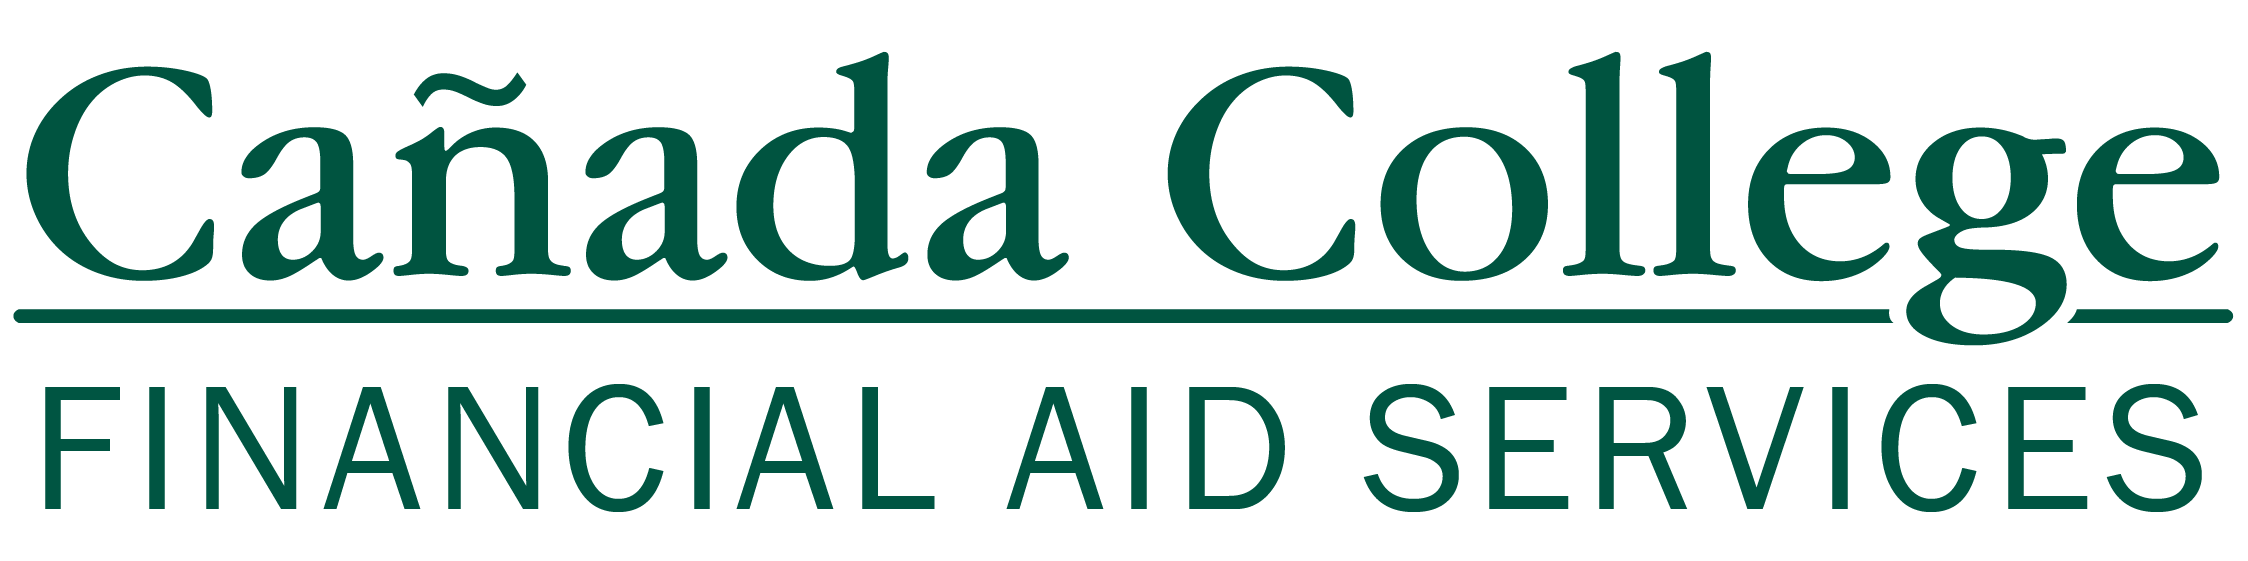 Cañada College
FINANCIAL AID SERVICES